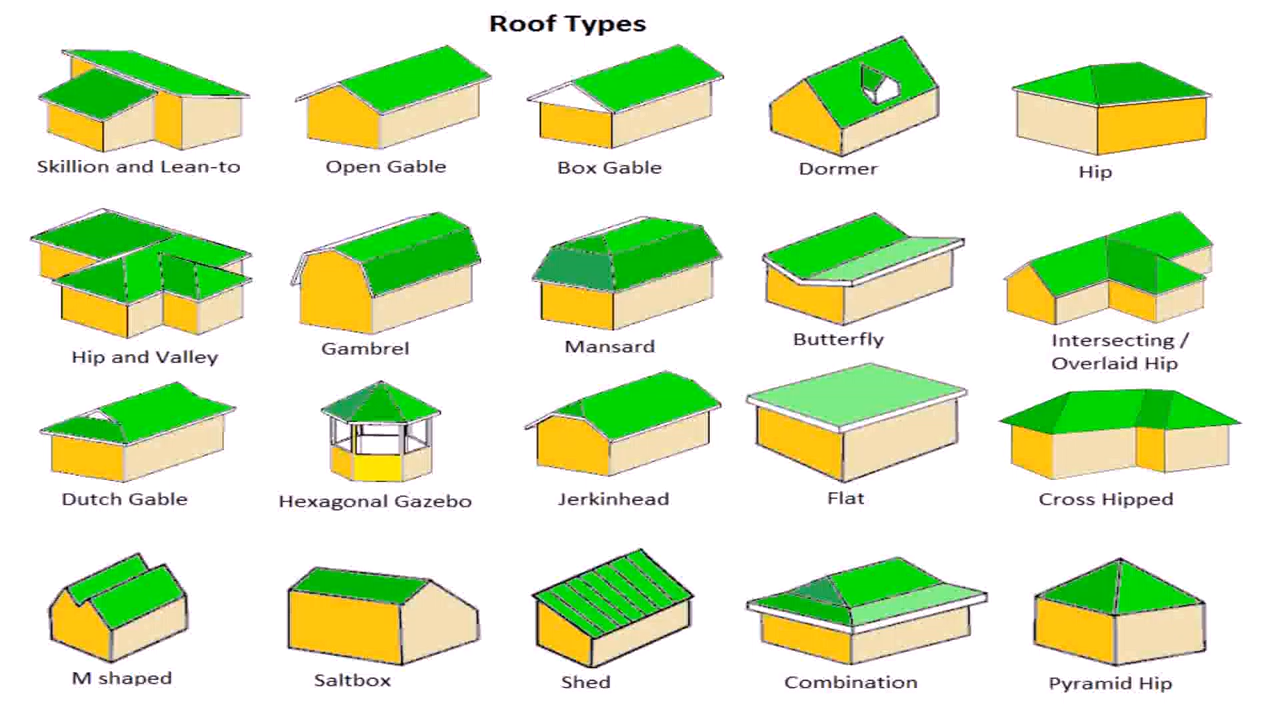 Roof Types
Skillion and Lean-to
Open Gable
Box Gable
Dormer
Hip
Hip and Valley
Gambrel
Mansard
Butterfly
Intersecting /
Overlaid Hip
Dutch Gable
Hexagonal Gazebo
Jerkinhead
Flat
Cross Hipped
M shaped
Saltbox
Shed
Combination
Pyramid Hip